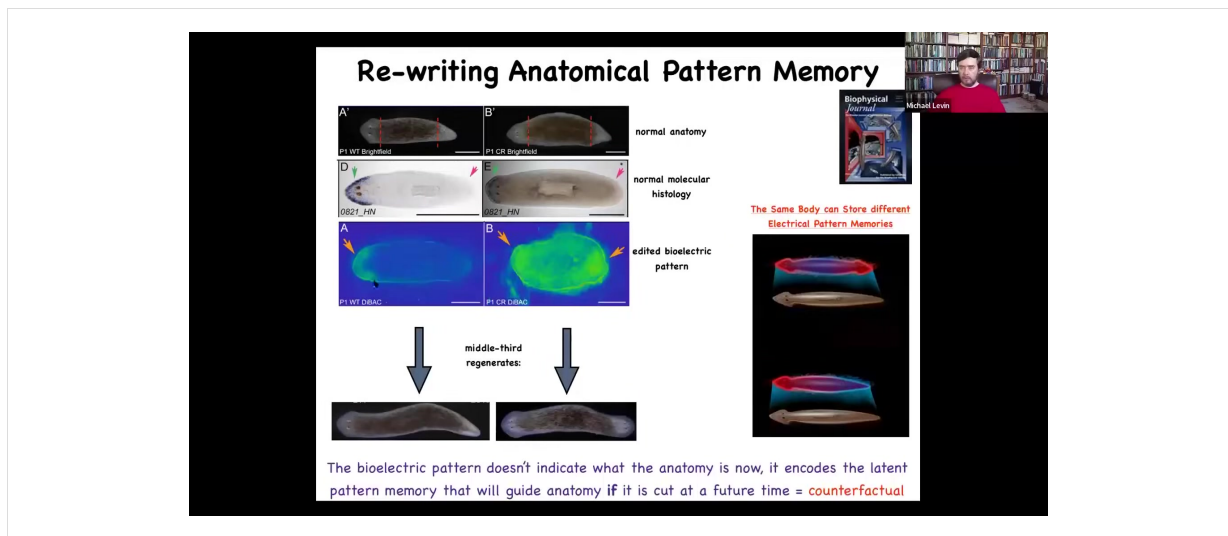 Re-writing Anatomical Pattern Memory
Michael Levin
Biophysical
Journal
A'
P1 WT Brightfield
B'
P1 CR Brightfield
normal anatomy
D
0821_HN
E
0821_HN
normal molecular
histology
A
P1 WT DiBAC
B
P1 CR DiBAC
edited bioelectric
pattern
The Same Body can Store different
Electrical Pattern Memories
middle-third
regenerates:
The bioelectric pattern doesn't indicate what the anatomy is now, it encodes the latent
pattern memory that will guide anatomy if it is cut at a future time = counterfactual